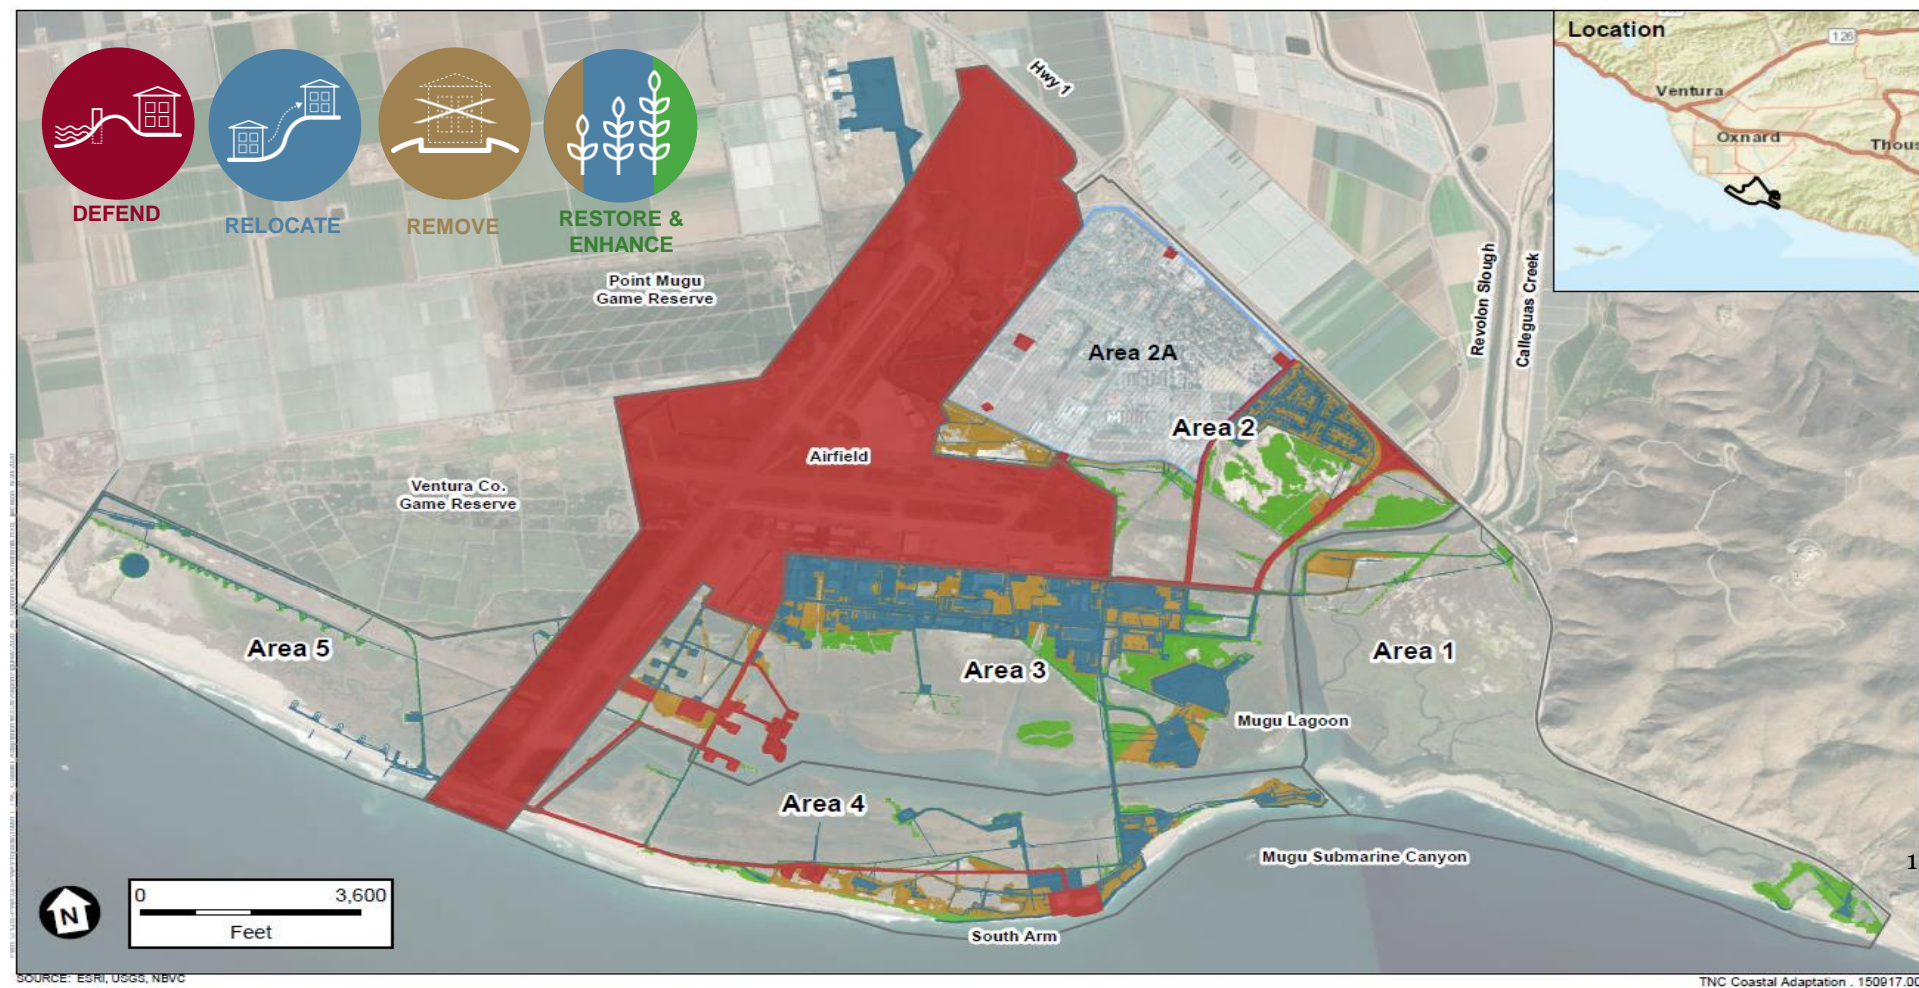 Location
126
Ventura
Oxnard
Thous
DEFEND
RELOCATE
REMOVE
RESTORE &
ENHANCE
Hwy 1
Point Mugu
Game Reserve
Revolon Slough
Calleguas Creek
Area 2A
Area 2
Airfield
Ventura Co.
Game Reserve
Area 5
Area 3
Area 1
Mugu Lagoon
Area 4
Mugu Submarine Canyon
1
N
0 3,600
Feet
South Arm
SOURCE: ESRI, USGS, NBVC
TNC Coastal Adaptation . 150917.00